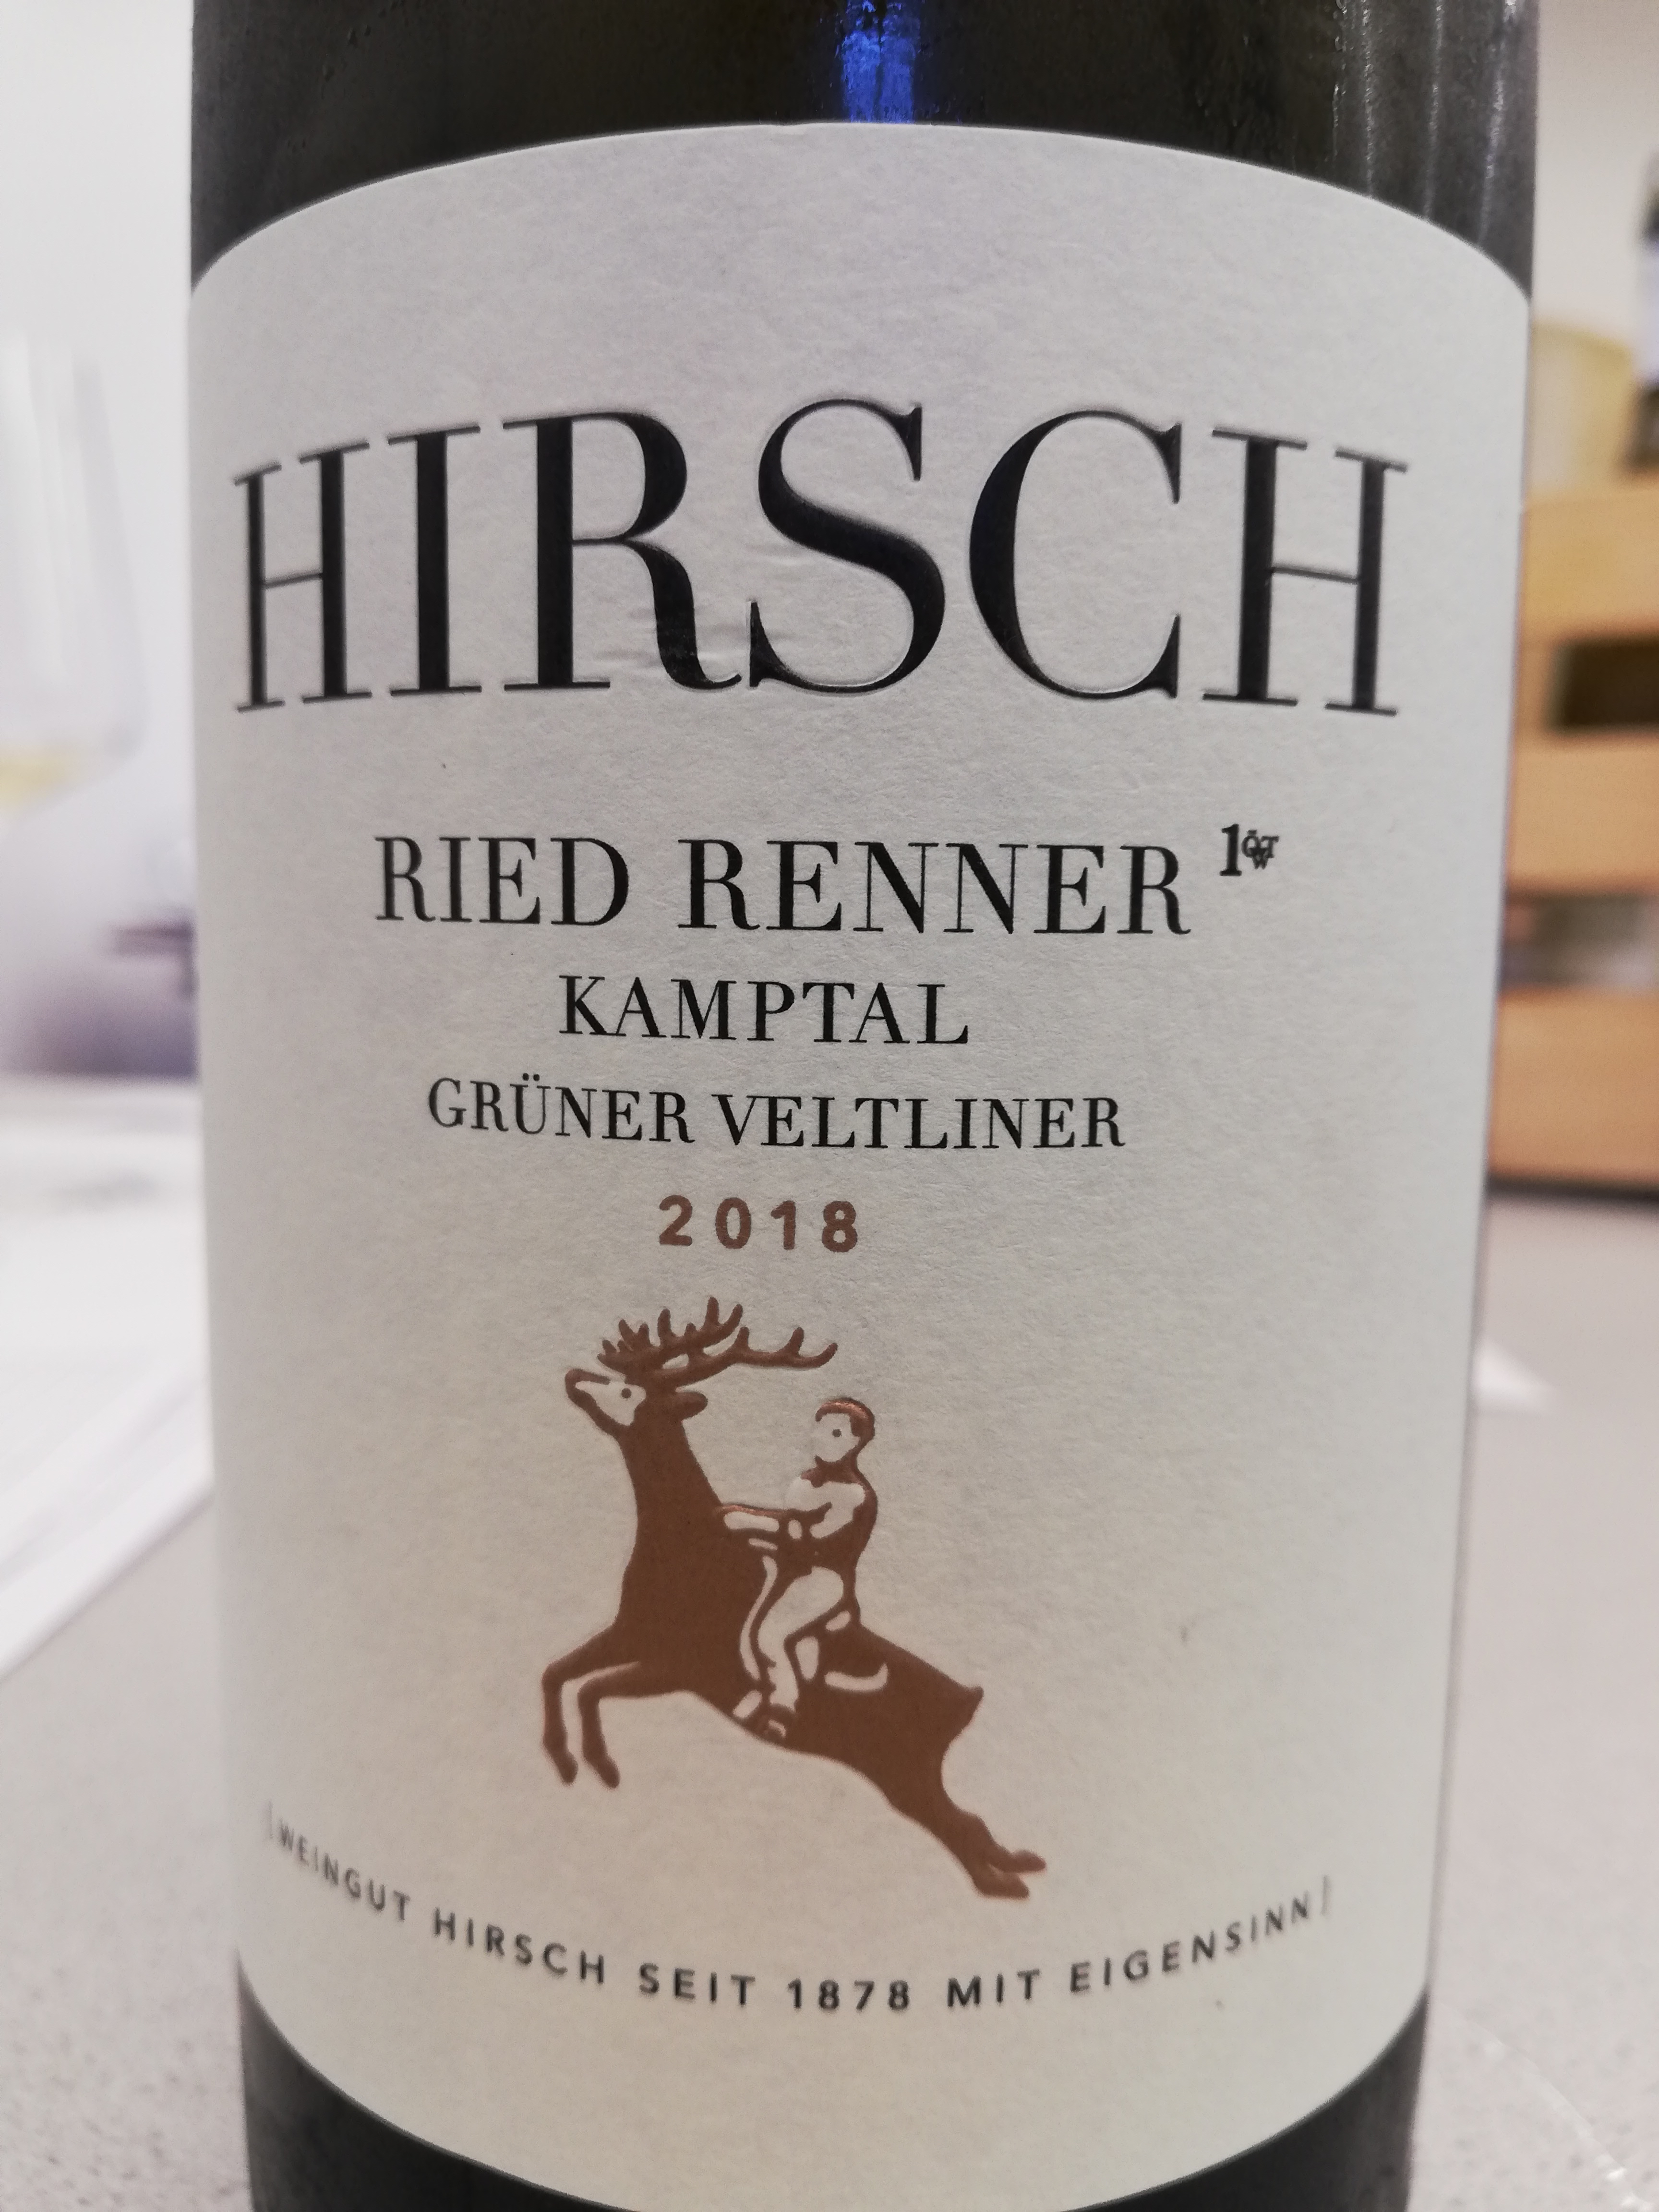 HIRSCH
RIED RENNER 1ÖTW
KAMPTAL
GRÜNER VELTLINER
2018
[WEINGUT HIRSCH SEIT 1878 MIT EIGENSINN]